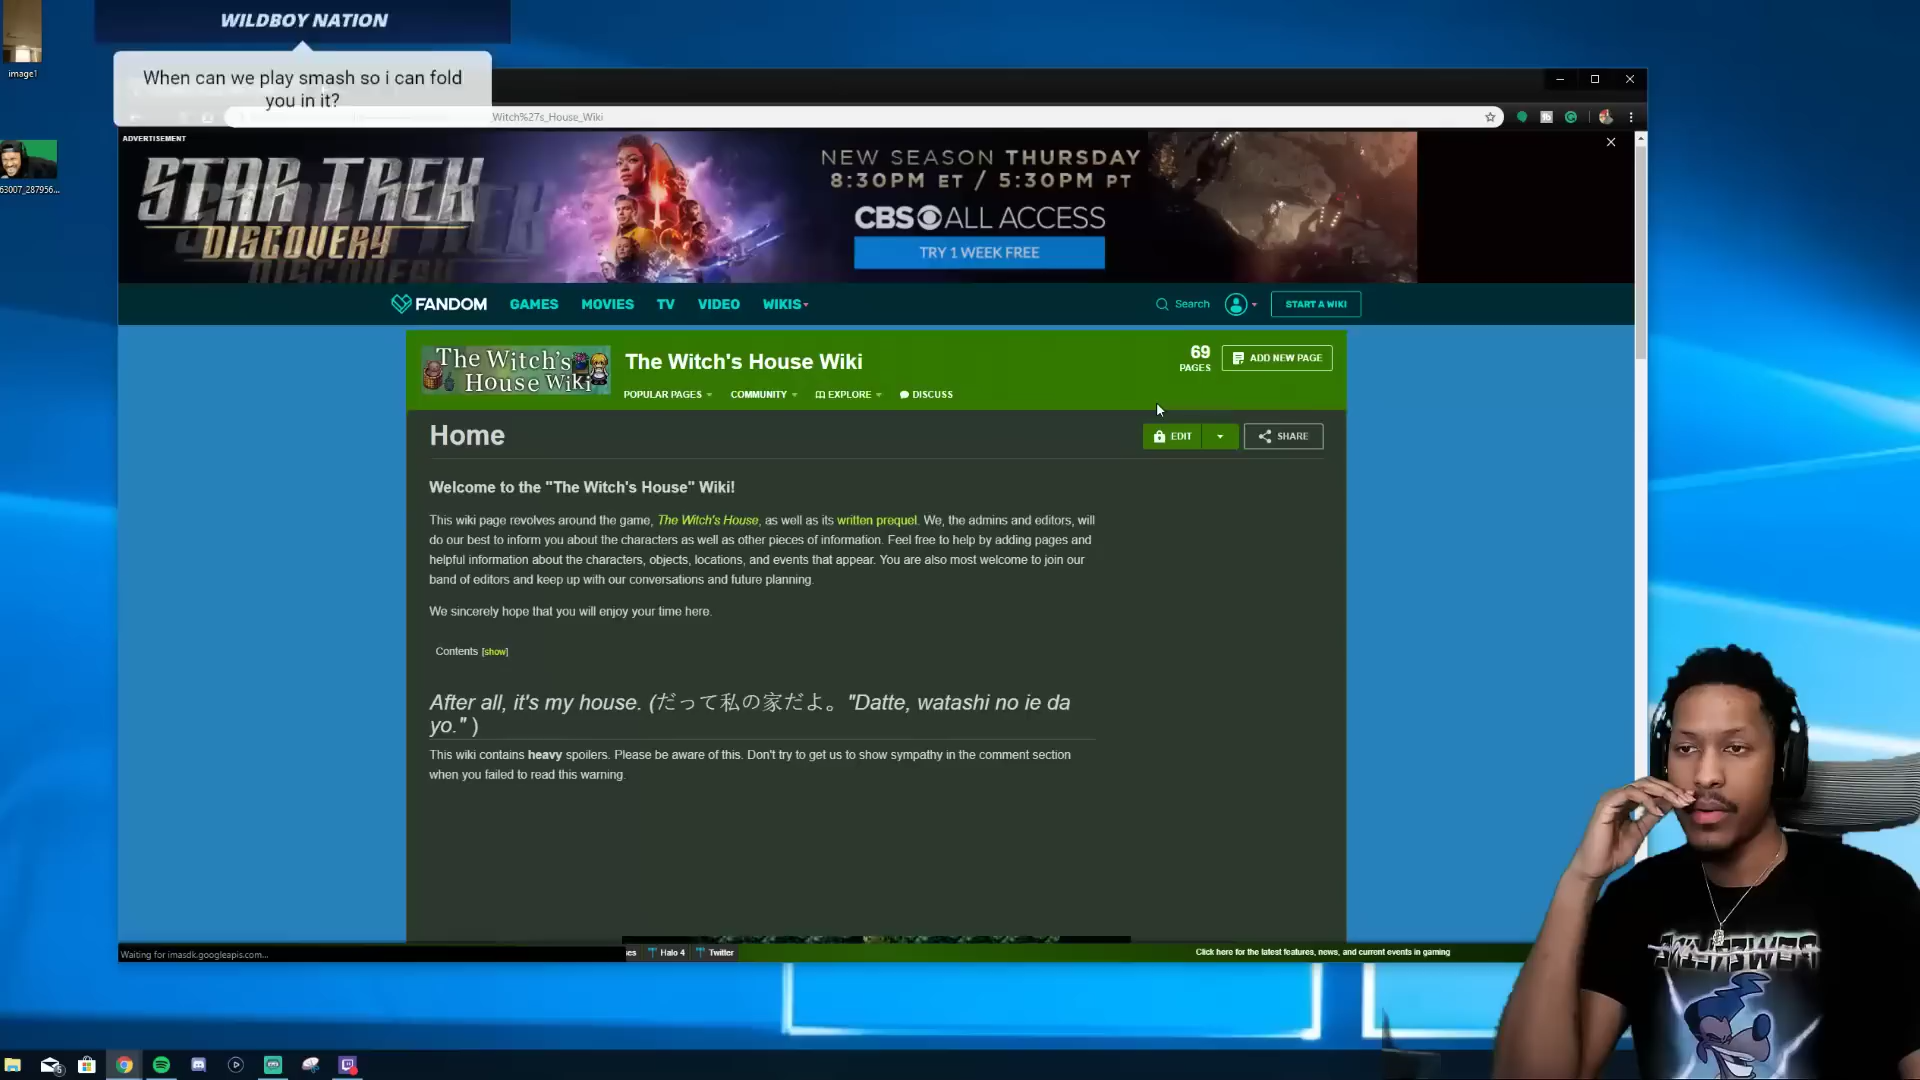 WILDBOY NATION
When can we play smash so i can fold
you in it?
image1
_Witch%27s_House_Wiki
ADVERTISEMENT
STAR TREK
DISCOVERY
NEW SEASON THURSDAY
8:30PM ET / 5:30PM PT
CBS ALL ACCESS
TRY 1 WEEK FREE
63007_287956...
FANDOM GAMES MOVIES TV VIDEO WIKIS Search START A WIKI
The Witch's
House Wiki
The Witch's House Wiki
69
PAGES
ADD NEW PAGE
POPULAR PAGES COMMUNITY EXPLORE DISCUSS
Home
EDIT SHARE
Welcome to the "The Witch's House" Wiki!
This wiki page revolves around the game, The Witch's House, as well as its written prequel. We, the admins and editors, will
do our best to inform you about the characters as well as other pieces of information. Feel free to help by adding pages and
helpful information about the characters, objects, locations, and events that appear. You are also most welcome to join our
band of editors and keep up with our conversations and future planning.
We sincerely hope that you will enjoy your time here.
Contents [show]
After all, it's my house. (だって私の家だよ。"Datte, watashi no ie da
yo." )
This wiki contains heavy spoilers. Please be aware of this. Don't try to get us to show sympathy in the comment section
when you failed to read this warning.
Waiting for imasdk.googleapis.com...
es Halo 4 Twitter
Click here for the latest features, news, and current events in gaming